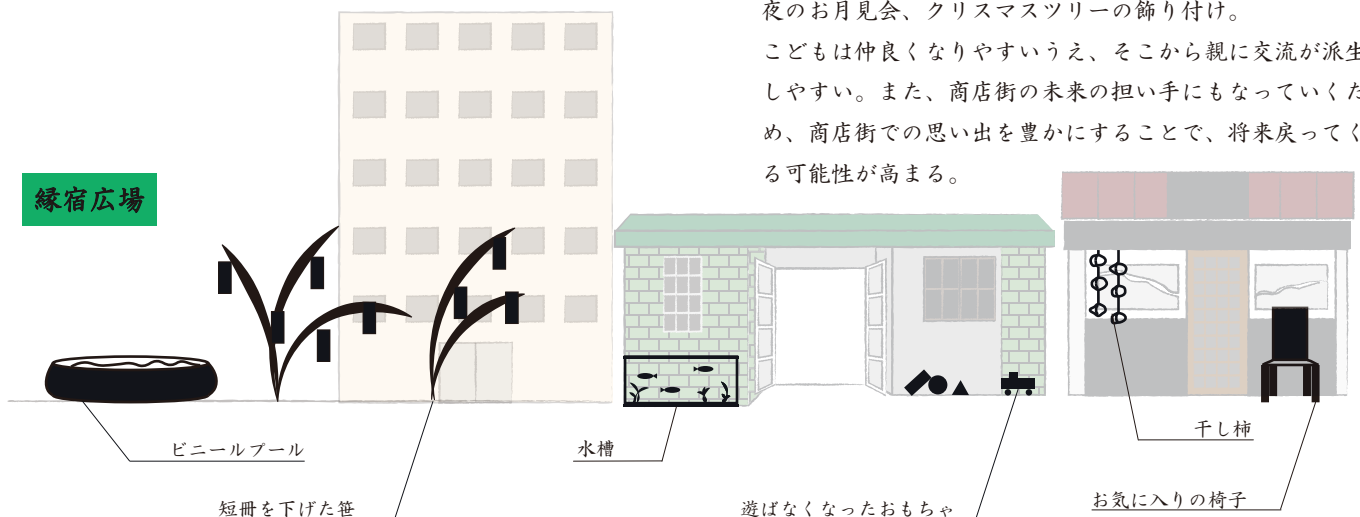 夜のお月見会、クリスマスツリーの飾り付け。
こどもは仲良くなりやすいうえ、そこから親に交流が派生
しやすい。また、商店街の未来の担い手にもなっていくた
め、商店街での思い出を豊かにすることで、将来戻ってく
る可能性が高まる。
縁宿広場
ビニールプール
水槽
干し柿
短冊を下げた笹
遊ばなくなったおもちゃ
お気に入りの椅子